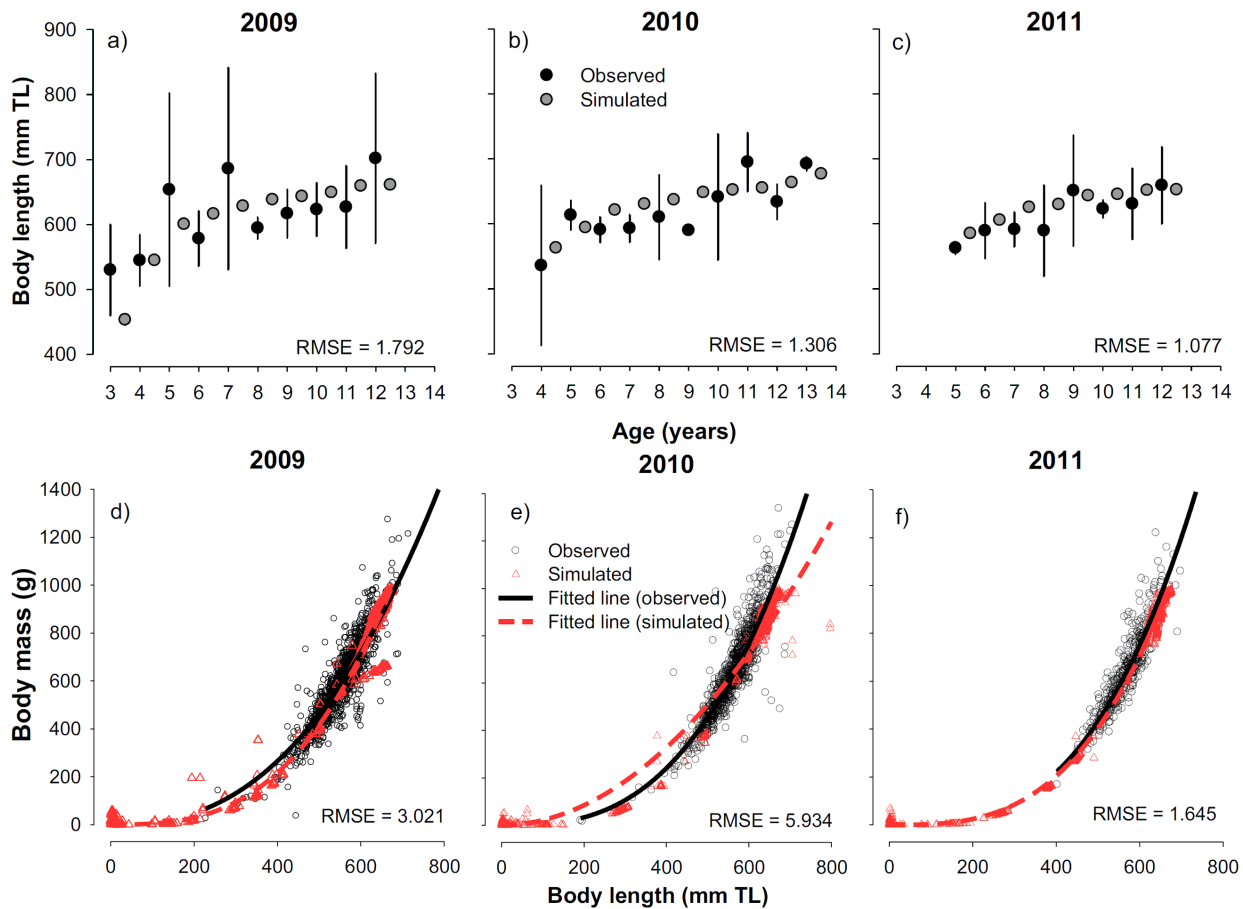 2009
2010
2011
a)
b)
c)
Observed
Simulated
Body length (mm TL)
900
800
700
600
500
400
RMSE = 1.792
RMSE = 1.306
RMSE = 1.077
3 4 5 6 7 8 9 10 11 12 13 14
3 4 5 6 7 8 9 10 11 12 13 14
3 4 5 6 7 8 9 10 11 12 13 14
Age (years)
2009
2010
2011
d)
e)
f)
Observed
Simulated
Fitted line (observed)
Fitted line (simulated)
Body mass (g)
1400
1200
1000
800
600
400
200
0
RMSE = 3.021
RMSE = 5.934
RMSE = 1.645
0 200 400 600 800
0 200 400 600 800
0 200 400 600 800
Body length (mm TL)